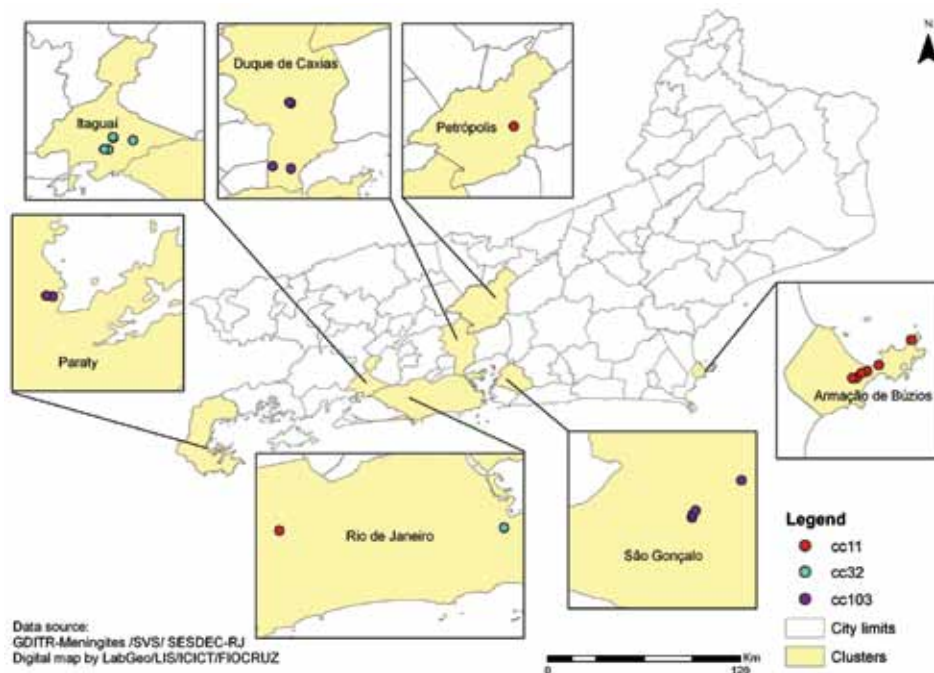 N
Duque de Caxias
Itaguaí
Petrópolis
Paraty
Armação de Búzios
Rio de Janeiro
São Gonçalo
Legend
cc11
cc32
cc103
City limits
Clusters
Data source:
GDITR-Meningites /SVS/ SESDEC-RJ
Digital map by LabGeo/LIS/ICICT/FIOCRUZ
Km
0
120